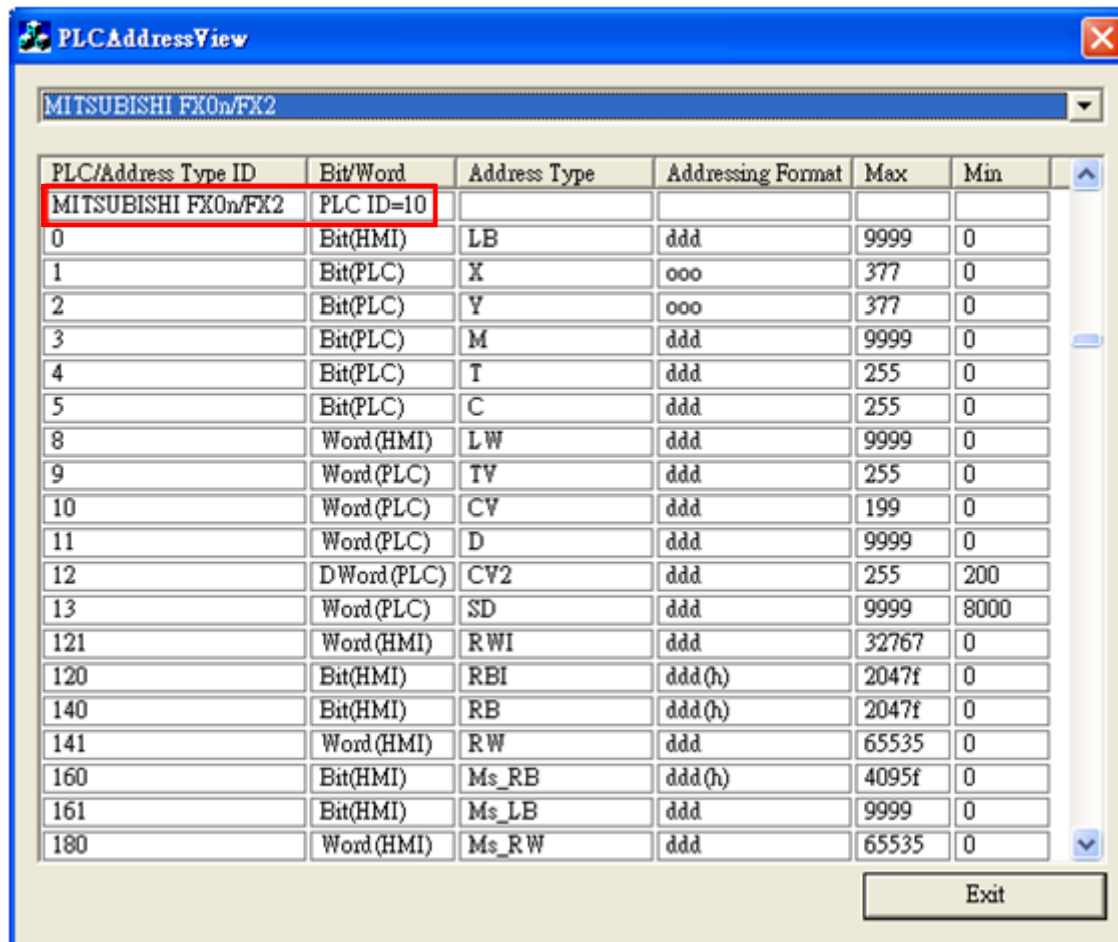 PLCAddressView
MITSUBISHI FX0n/FX2
PLC/Address Type ID Bit/Word Address Type Addressing Format Max Min
MITSUBISHI FX0n/FX2 PLC ID=10
0 Bit(HMI) LB ddd 9999 0
1 Bit(PLC) X ooo 377 0
2 Bit(PLC) Y ooo 377 0
3 Bit(PLC) M ddd 9999 0
4 Bit(PLC) T ddd 255 0
5 Bit(PLC) C ddd 255 0
8 Word(HMI) LW ddd 9999 0
9 Word(PLC) TV ddd 255 0
10 Word(PLC) CV ddd 199 0
11 Word(PLC) D ddd 9999 0
12 DWord(PLC) CV2 ddd 255 200
13 Word(PLC) SD ddd 9999 8000
121 Word(HMI) RWI ddd 32767 0
120 Bit(HMI) RBI ddd(h) 2047f 0
140 Bit(HMI) RB ddd(h) 2047f 0
141 Word(HMI) RW ddd 65535 0
160 Bit(HMI) Ms_RB ddd(h) 4095f 0
161 Bit(HMI) Ms_LB ddd 9999 0
180 Word(HMI) Ms_RW ddd 65535 0
Exit